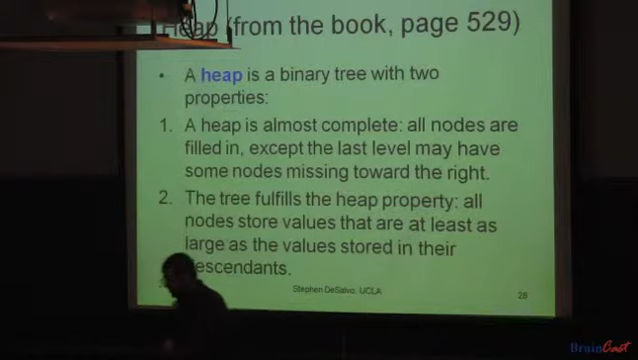 Heap (from the book, page 529)
• A heap is a binary tree with two
properties:
1. A heap is almost complete: all nodes are
filled in, except the last level may have
some nodes missing toward the right.
2. The tree fulfills the heap property: all
nodes store values that are at least as
large as the values stored in their
descendants.
Stephen DeSalvo, UCLA
28
BrainCast